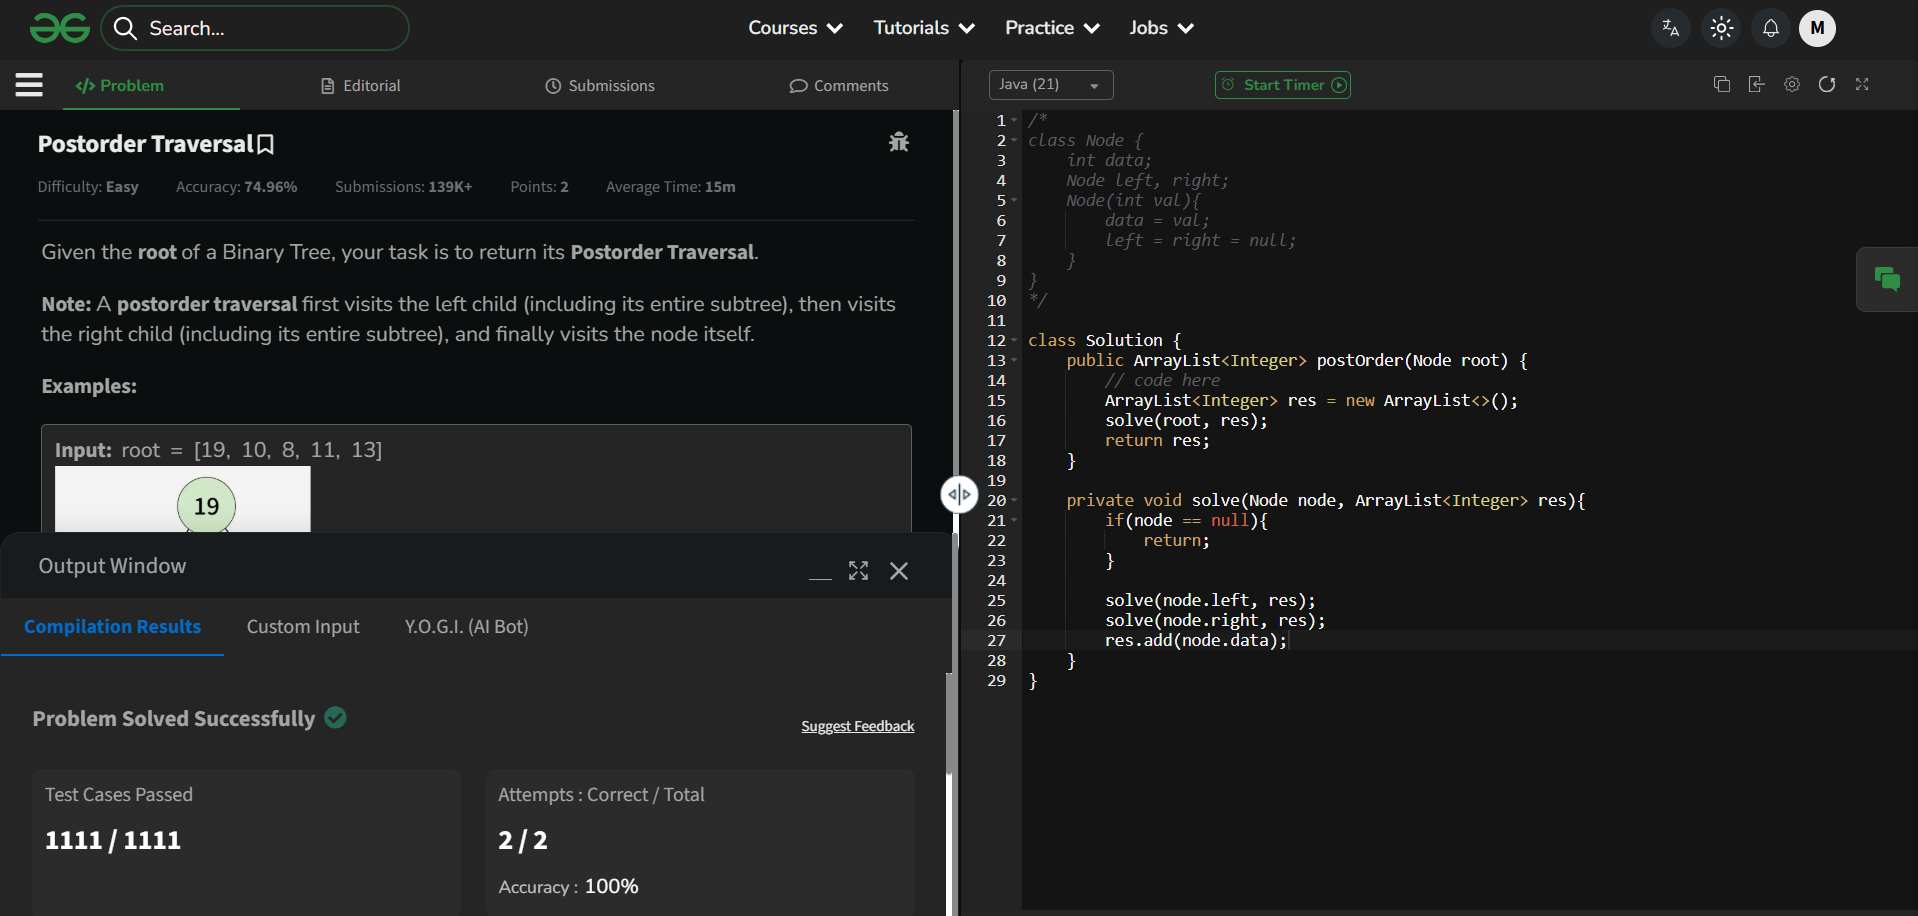 Search...
Courses
Tutorials
Practice
Jobs
M
</> Problem
Editorial
Submissions
Comments
Java (21)
Start Timer
Postorder Traversal
Difficulty: Easy Accuracy: 74.96% Submissions: 139K+ Points: 2 Average Time: 15m
Given the root of a Binary Tree, your task is to return its Postorder Traversal.
Note: A postorder traversal first visits the left child (including its entire subtree), then visits
the right child (including its entire subtree), and finally visits the node itself.
Examples:
Input: root = [19, 10, 8, 11, 13]
19
Output Window
Compilation Results
Custom Input
Y.O.G.I. (AI Bot)
Problem Solved Successfully
Suggest Feedback
Test Cases Passed
1111 / 1111
Attempts : Correct / Total
2 / 2
Accuracy : 100%
1 /*
2 class Node {
3     int data;
4     Node left, right;
5     Node(int val){
6         data = val;
7         left = right = null;
8     }
9 }
10 */
11
12 class Solution {
13     public ArrayList<Integer> postOrder(Node root) {
14         // code here
15         ArrayList<Integer> res = new ArrayList<>();
16         solve(root, res);
17         return res;
18     }
19
20     private void solve(Node node, ArrayList<Integer> res){
21         if(node == null){
22             return;
23         }
24
25         solve(node.left, res);
26         solve(node.right, res);
27         res.add(node.data);
28     }
29 }